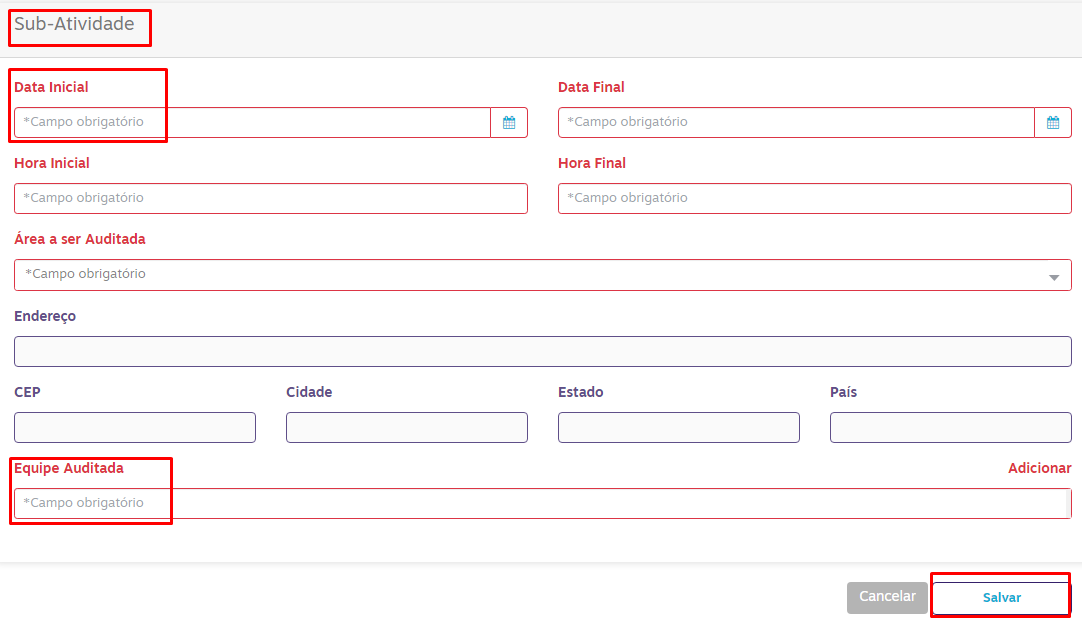 Sub-Atividade
Data Inicial Data Final
*Campo obrigatório *Campo obrigatório
Hora Inicial Hora Final
*Campo obrigatório *Campo obrigatório
Área a ser Auditada
*Campo obrigatório
Endereço
CEP Cidade Estado País
Equipe Auditada Adicionar
*Campo obrigatório
Cancelar Salvar